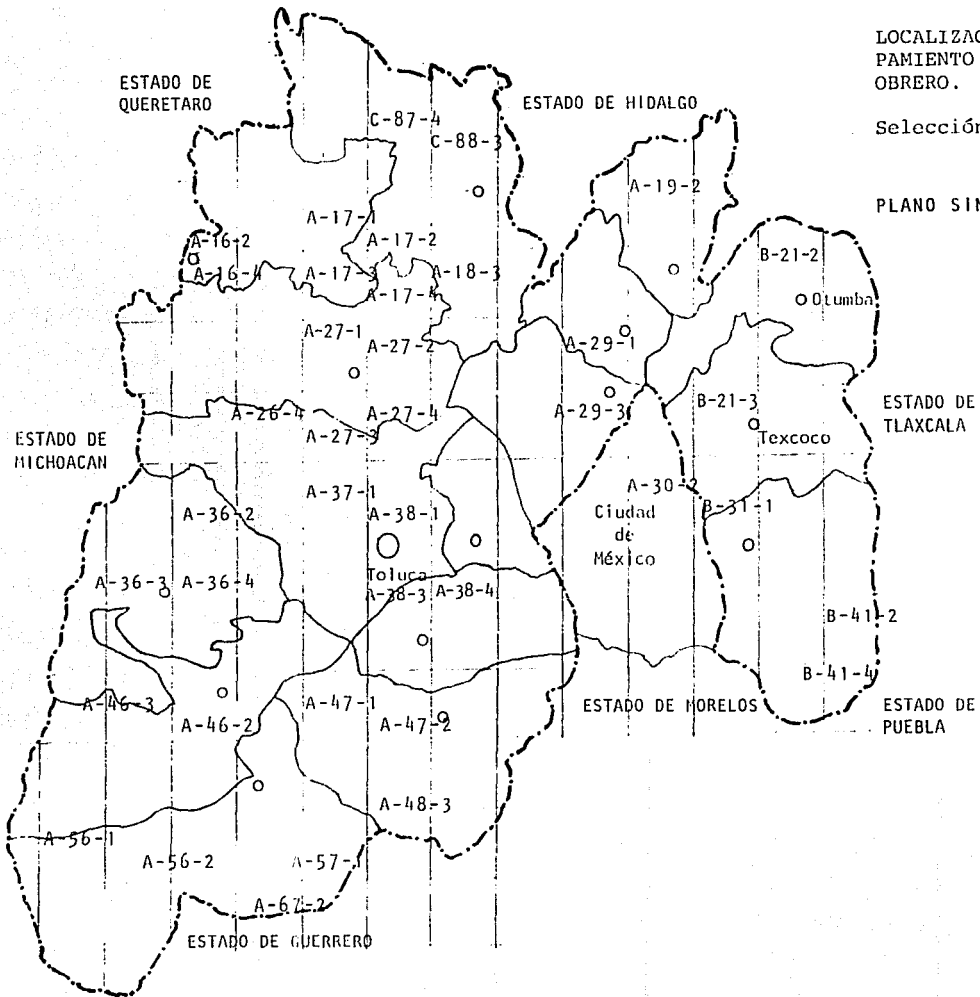 LOCALIZAC
PAMIENTO
OBRERO.
Selección
PLANO SIN
ESTADO DE
QUERETARO
ESTADO DE HIDALGO
C-87-4
C-88-3
A-19-2
A-17-1
A-16-2
A-17-2
B-21-2
A-16-4
A-17-3
A-18-3
A-17-4
Otumba
A-27-1
A-27-2
A-29-1
A-26-4
A-27-4
A-29-3
B-21-3
ESTADO DE
TLAXCALA
A-27-3
Texcoco
ESTADO DE
MICHOACAN
A-37-1
A-30-2
A-36-2
A-38-1
B-31-1
Ciudad
de
México
A-36-3
A-36-4
Toluca
A-38-3
A-38-4
B-41-2
B-41-4
A-46-3
A-47-1
ESTADO DE MORELOS
ESTADO DE
PUEBLA
A-46-2
A-47-2
A-48-3
A-56-1
A-56-2
A-57-1
A-67-2
ESTADO DE GUERRERO